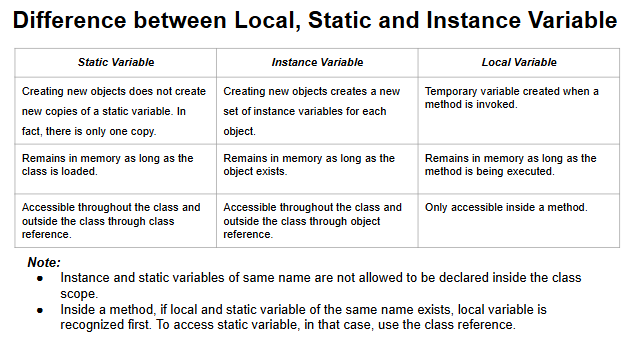 Difference between Local, Static and Instance Variable
Static Variable
Instance Variable
Local Variable
Creating new objects does not create
new copies of a static variable. In
fact, there is only one copy.
Creating new objects creates a new
set of instance variables for each
object.
Temporary variable created when a
method is invoked.
Remains in memory as long as the
class is loaded.
Remains in memory as long as the
object exists.
Remains in memory as long as the
method is being executed.
Accessible throughout the class and
outside the class through class
reference.
Accessible throughout the class and
outside the class through object
reference.
Only accessible inside a method.
Note:
● Instance and static variables of same name are not allowed to be declared inside the class
scope.
● Inside a method, if local and static variable of the same name exists, local variable is
recognized first. To access static variable, in that case, use the class reference.